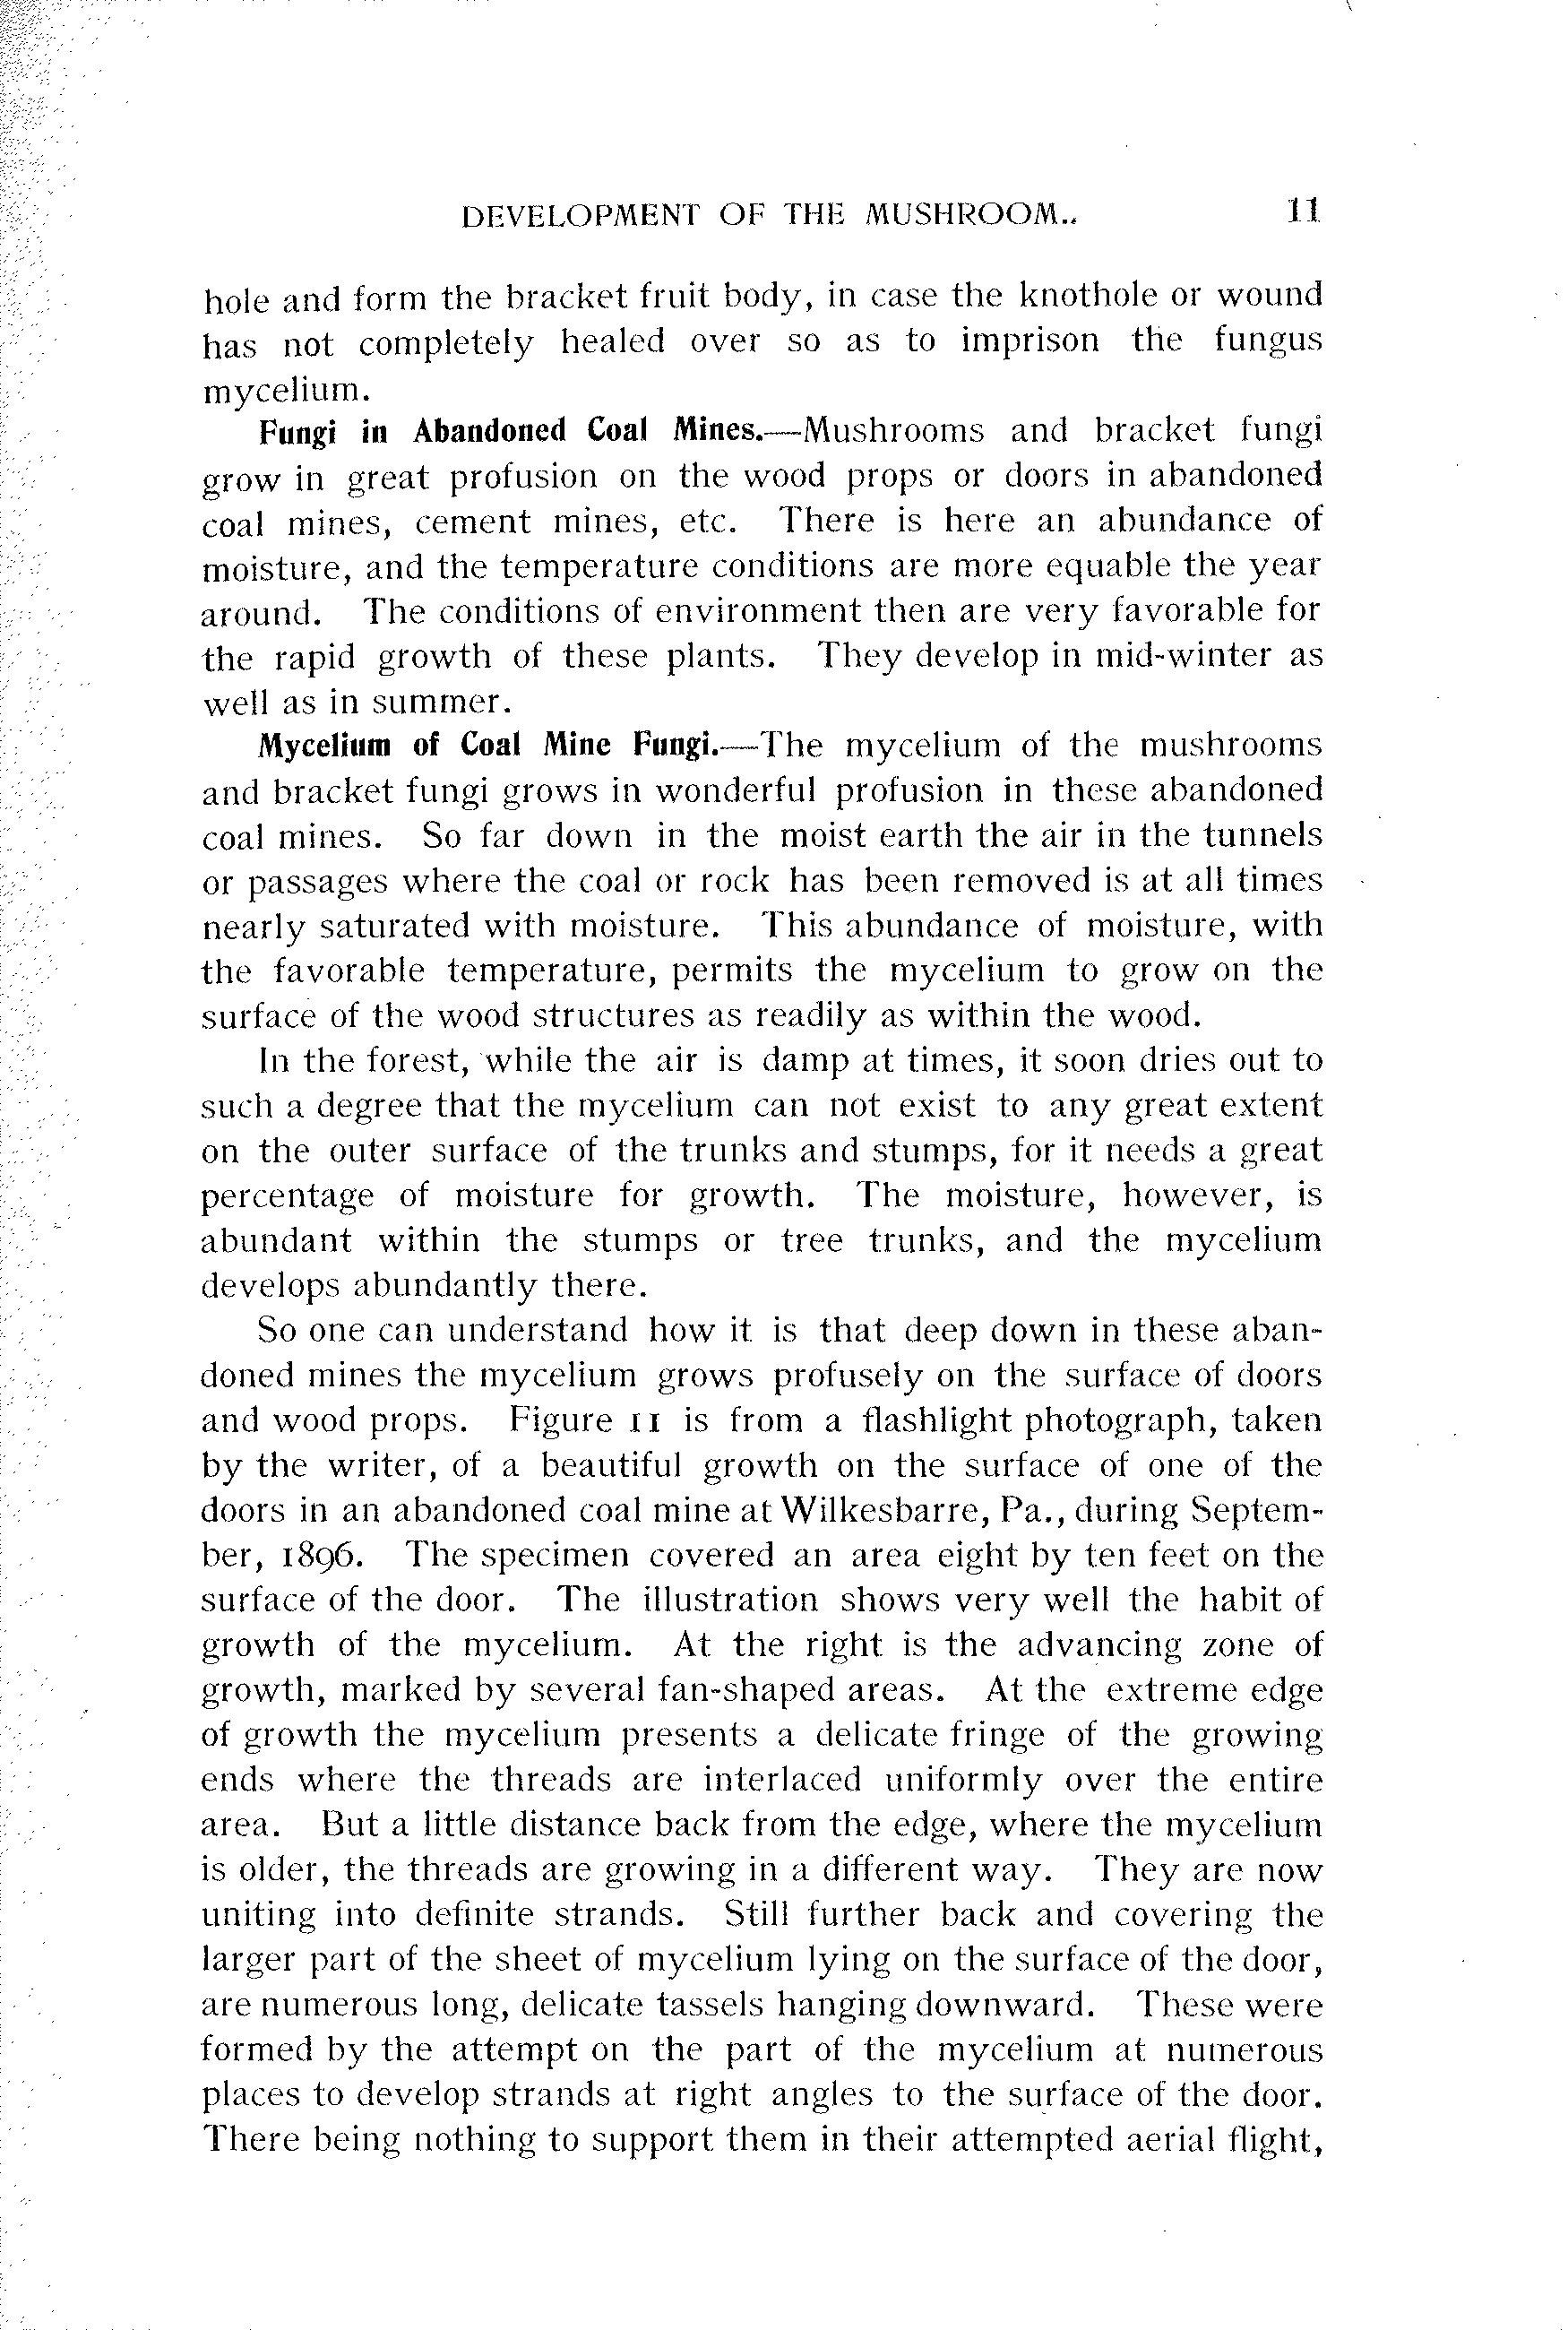 DEVELOPMENT OF THE MUSHROOM.. 11
hole and form the bracket fruit body, in case the knothole or wound
has not completely healed over so as to imprison the fungus
mycelium.
Fungi in Abandoned Coal Mines.—Mushrooms and bracket fungi
grow in great profusion on the wood props or doors in abandoned
coal mines, cement mines, etc. There is here an abundance of
moisture, and the temperature conditions are more equable the year
around. The conditions of environment then are very favorable for
the rapid growth of these plants. They develop in mid-winter as
well as in summer.
Mycelium of Coal Mine Fungi.—The mycelium of the mushrooms
and bracket fungi grows in wonderful profusion in these abandoned
coal mines. So far down in the moist earth the air in the tunnels
or passages where the coal or rock has been removed is at all times
nearly saturated with moisture. This abundance of moisture, with
the favorable temperature, permits the mycelium to grow on the
surface of the wood structures as readily as within the wood.
In the forest, while the air is damp at times, it soon dries out to
such a degree that the mycelium can not exist to any great extent
on the outer surface of the trunks and stumps, for it needs a great
percentage of moisture for growth. The moisture, however, is
abundant within the stumps or tree trunks, and the mycelium
develops abundantly there.
So one can understand how it is that deep down in these aban-
doned mines the mycelium grows profusely on the surface of doors
and wood props. Figure 11 is from a flashlight photograph, taken
by the writer, of a beautiful growth on the surface of one of the
doors in an abandoned coal mine at Wilkesbarre, Pa., during Septem-
ber, 1896. The specimen covered an area eight by ten feet on the
surface of the door. The illustration shows very well the habit of
growth of the mycelium. At the right is the advancing zone of
growth, marked by several fan-shaped areas. At the extreme edge
of growth the mycelium presents a delicate fringe of the growing
ends where the threads are interlaced uniformly over the entire
area. But a little distance back from the edge, where the mycelium
is older, the threads are growing in a different way. They are now
uniting into definite strands. Still further back and covering the
larger part of the sheet of mycelium lying on the surface of the door,
are numerous long, delicate tassels hanging downward. These were
formed by the attempt on the part of the mycelium at numerous
places to develop strands at right angles to the surface of the door.
There being nothing to support them in their attempted aerial flight,